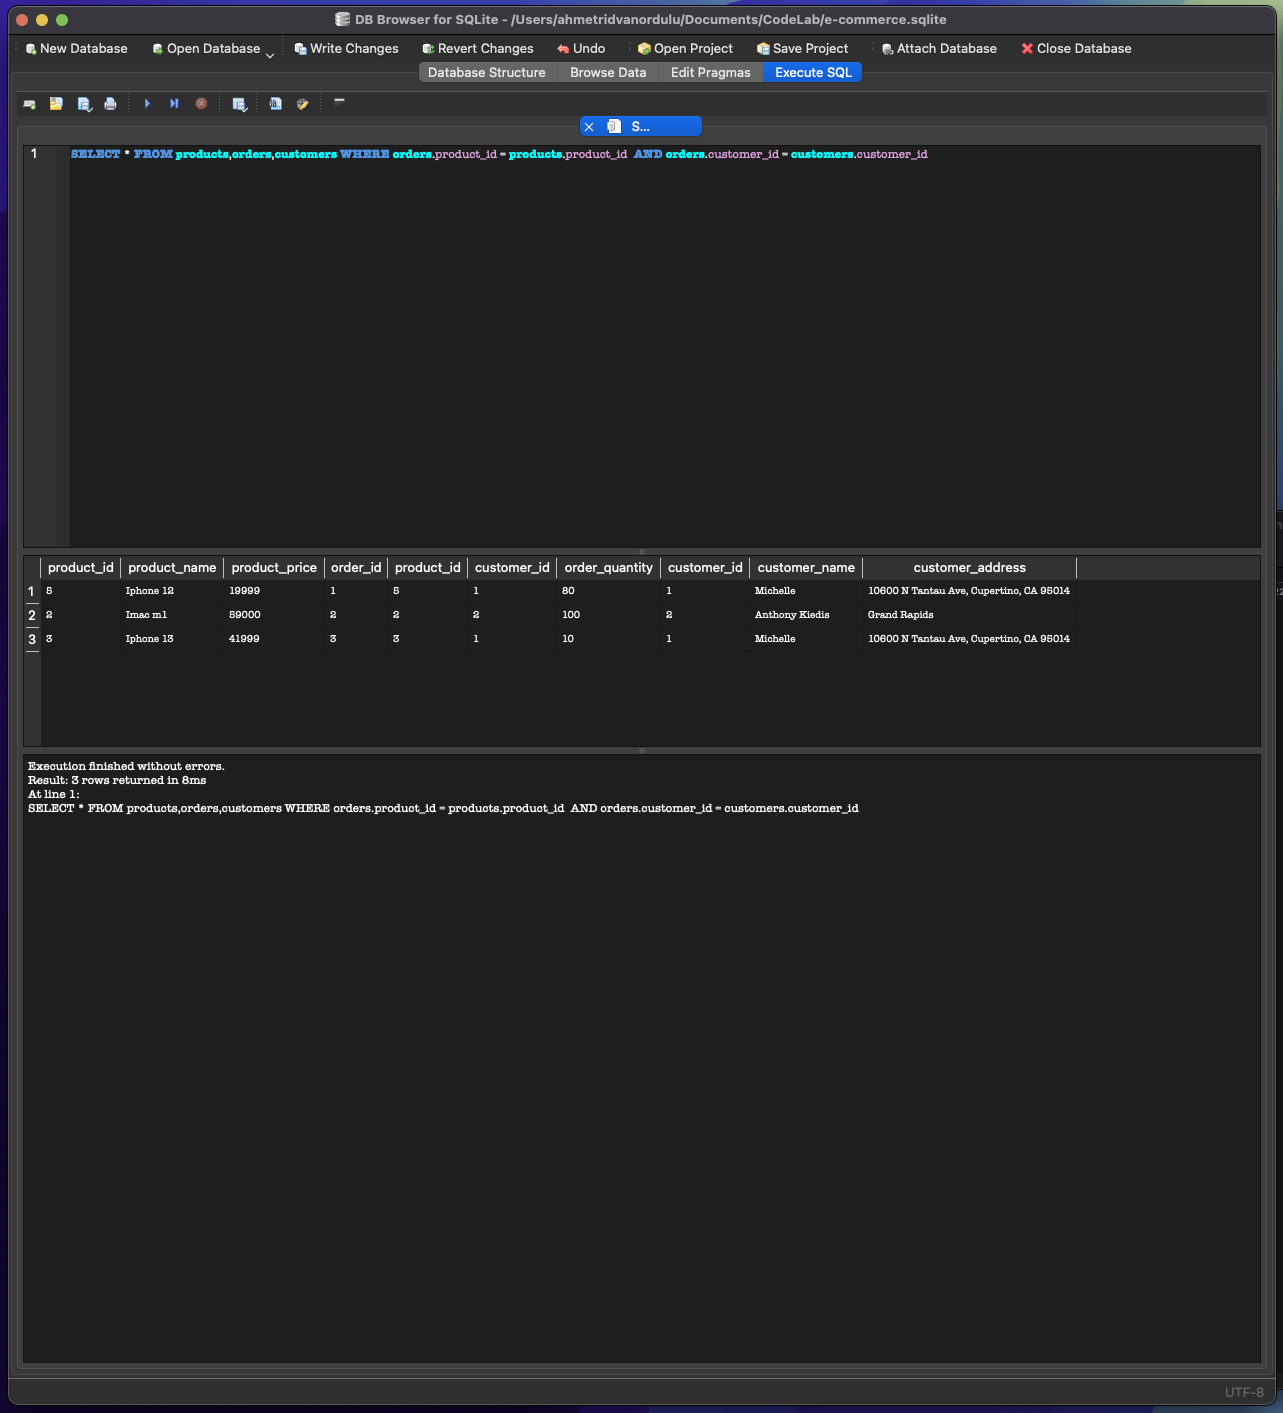 DB Browser for SQLite - /Users/ahmetridvanordulu/Documents/CodeLab/e-commerce.sqlite
New Database Open Database Write Changes Revert Changes Undo Open Project Save Project Attach Database Close Database
Database Structure Browse Data Edit Pragmas Execute SQL
S...
1 SELECT * FROM products,orders,customers WHERE orders.product_id = products.product_id  AND orders.customer_id = customers.customer_id
product_id product_name product_price order_id product_id customer_id order_quantity customer_id customer_name customer_address
1 5 Iphone 12 19999 1 5 1 80 1 Michelle 10600 N Tantau Ave, Cupertino, CA 95014
2 2 Imac m1 59000 2 2 2 100 2 Anthony Kiedis Grand Rapids
3 3 Iphone 13 41999 3 3 1 10 1 Michelle 10600 N Tantau Ave, Cupertino, CA 95014
Execution finished without errors.
Result: 3 rows returned in 8ms
At line 1:
SELECT * FROM products,orders,customers WHERE orders.product_id = products.product_id  AND orders.customer_id = customers.customer_id
UTF-8